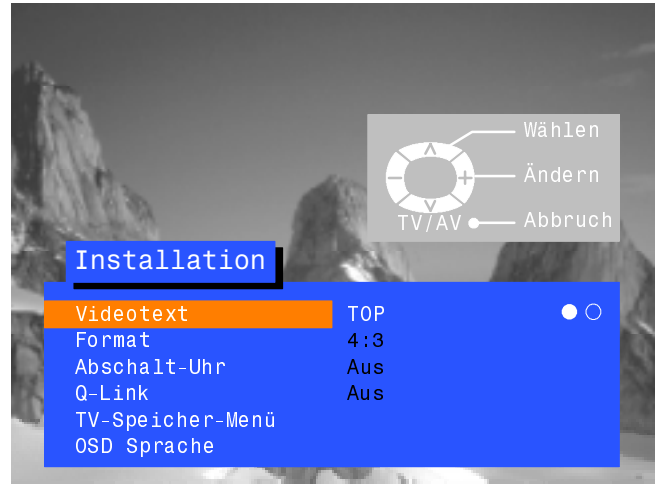 Wählen
Ändern
TV/AV Abbruch
Installation
Videotext TOP
Format 4:3
Abschalt-Uhr Aus
Q-Link Aus
TV-Speicher-Menü
OSD Sprache